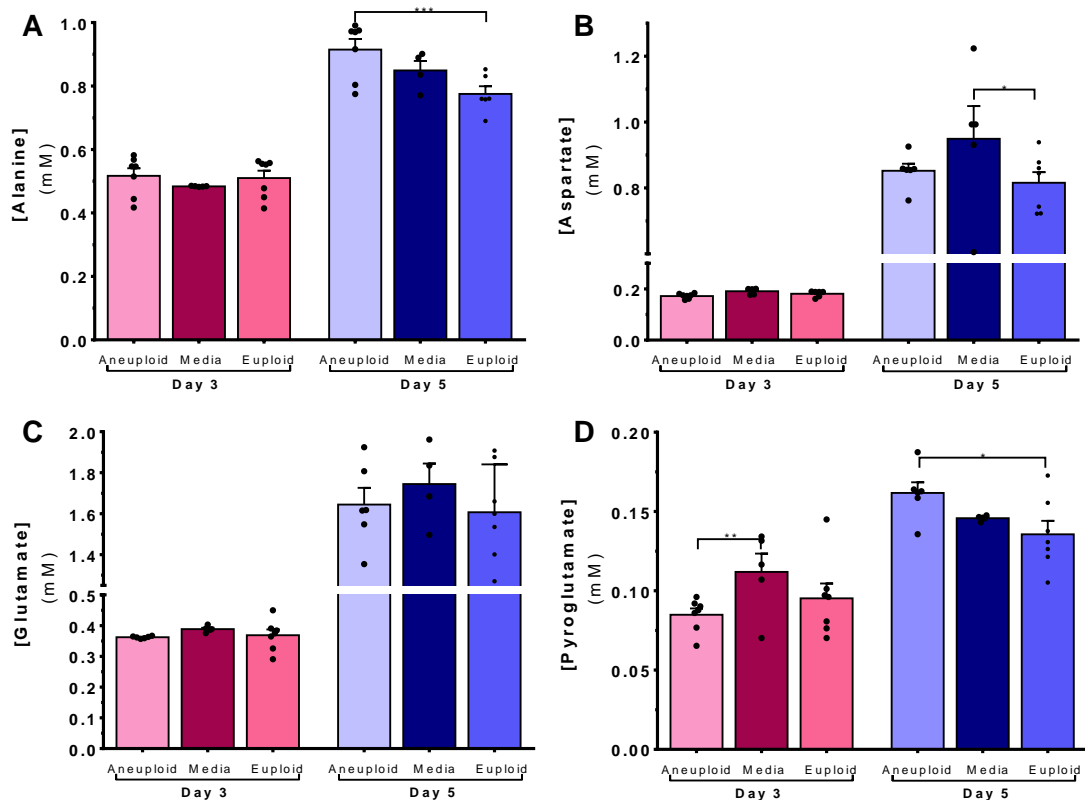 A
[Alanine]
(mM)
1.0
0.8
0.6
0.4
0.2
0.0
***
Aneuploid Media Euploid Aneuploid Media Euploid
Day 3 Day 5
B
[Aspartate]
(mM)
1.2
1.0
0.8
0.2
0.0
*
Aneuploid Media Euploid Aneuploid Media Euploid
Day 3 Day 5
C
[Glutamate]
(mM)
2.0
1.8
1.6
1.4
0.5
0.4
0.3
0.2
0.1
0.0
Aneuploid Media Euploid Aneuploid Media Euploid
Day 3 Day 5
D
[Pyroglutamate]
(mM)
0.20
0.15
0.10
0.05
0.00
**
*
Aneuploid Media Euploid Aneuploid Media Euploid
Day 3 Day 5